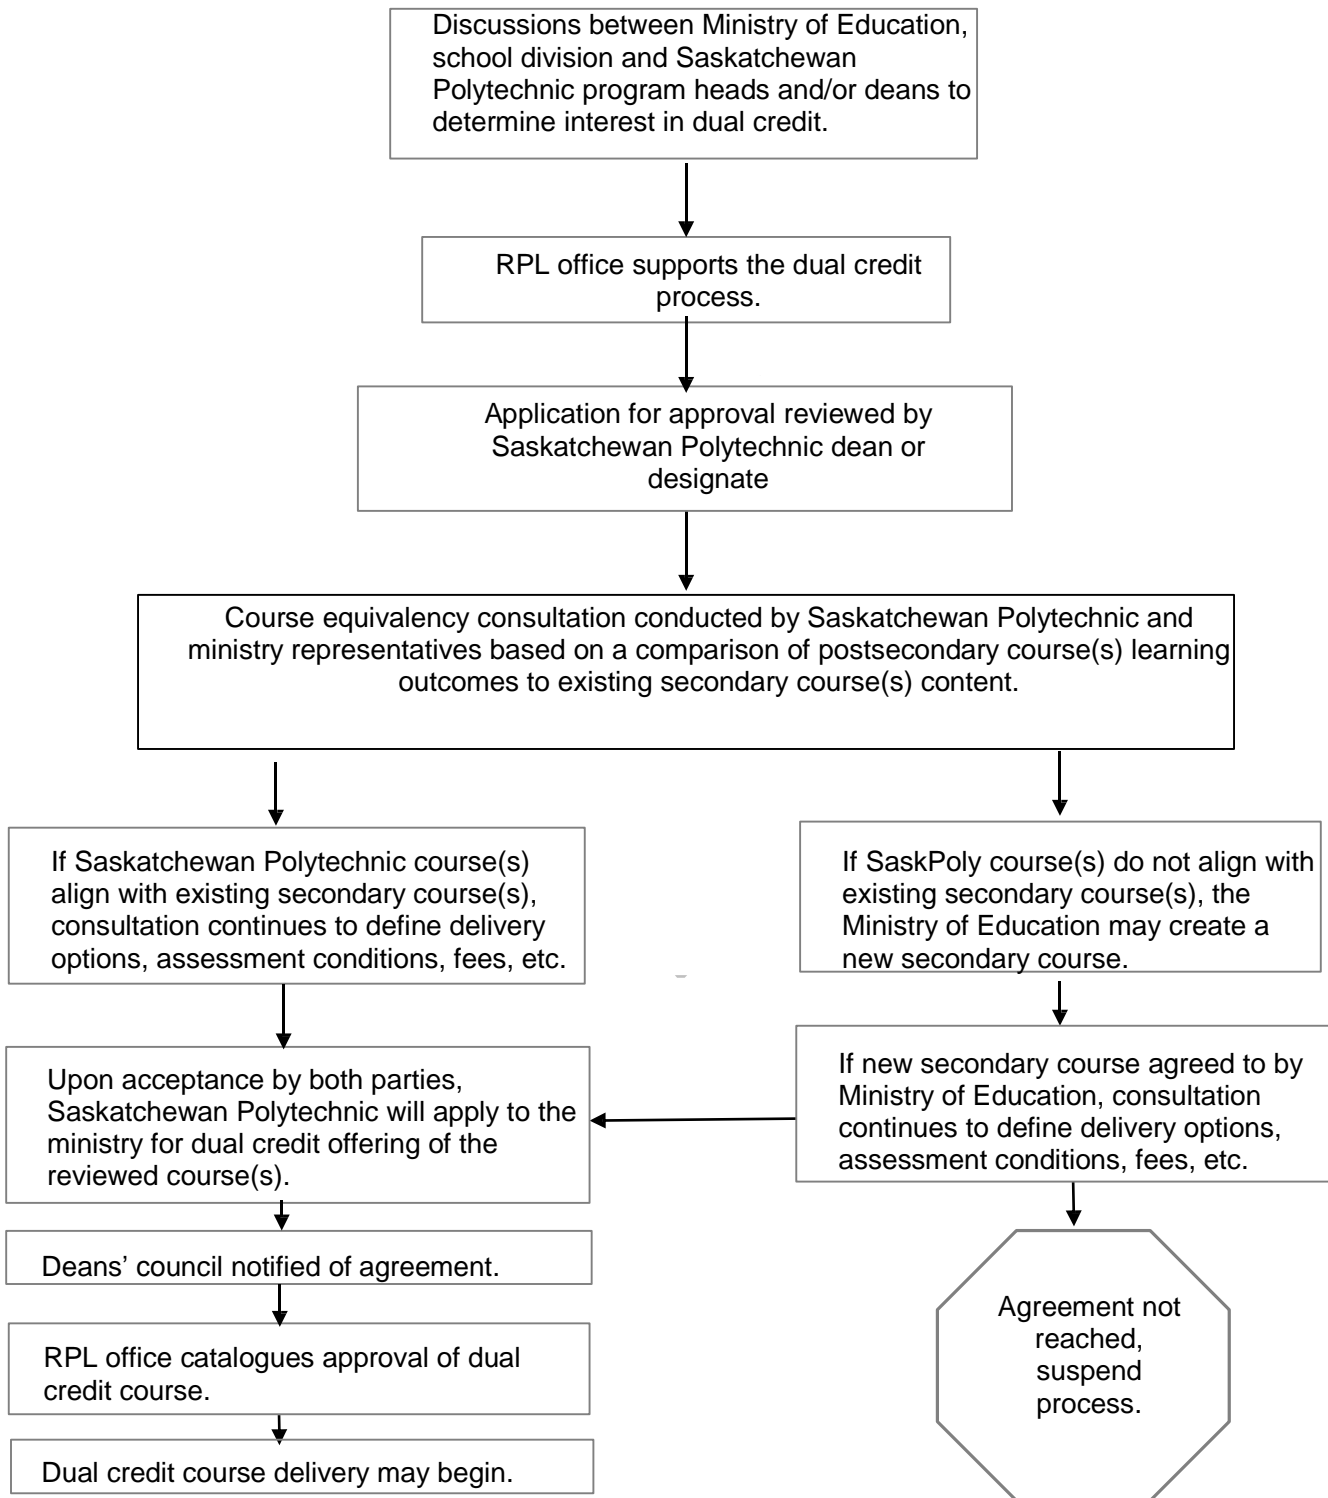 Discussions between Ministry of Education,
school division and Saskatchewan
Polytechnic program heads and/or deans to
determine interest in dual credit.
RPL office supports the dual credit
process.
Application for approval reviewed by
Saskatchewan Polytechnic dean or
designate
Course equivalency consultation conducted by Saskatchewan Polytechnic and
ministry representatives based on a comparison of postsecondary course(s) learning
outcomes to existing secondary course(s) content.
If Saskatchewan Polytechnic course(s)
align with existing secondary course(s),
consultation continues to define delivery
options, assessment conditions, fees, etc.
If SaskPoly course(s) do not align with
existing secondary course(s), the
Ministry of Education may create a
new secondary course.
Upon acceptance by both parties,
Saskatchewan Polytechnic will apply to the
ministry for dual credit offering of the
reviewed course(s).
If new secondary course agreed to by
Ministry of Education, consultation
continues to define delivery options,
assessment conditions, fees, etc.
Deans’ council notified of agreement.
RPL office catalogues approval of dual
credit course.
Dual credit course delivery may begin.
Agreement not
reached,
suspend
process.